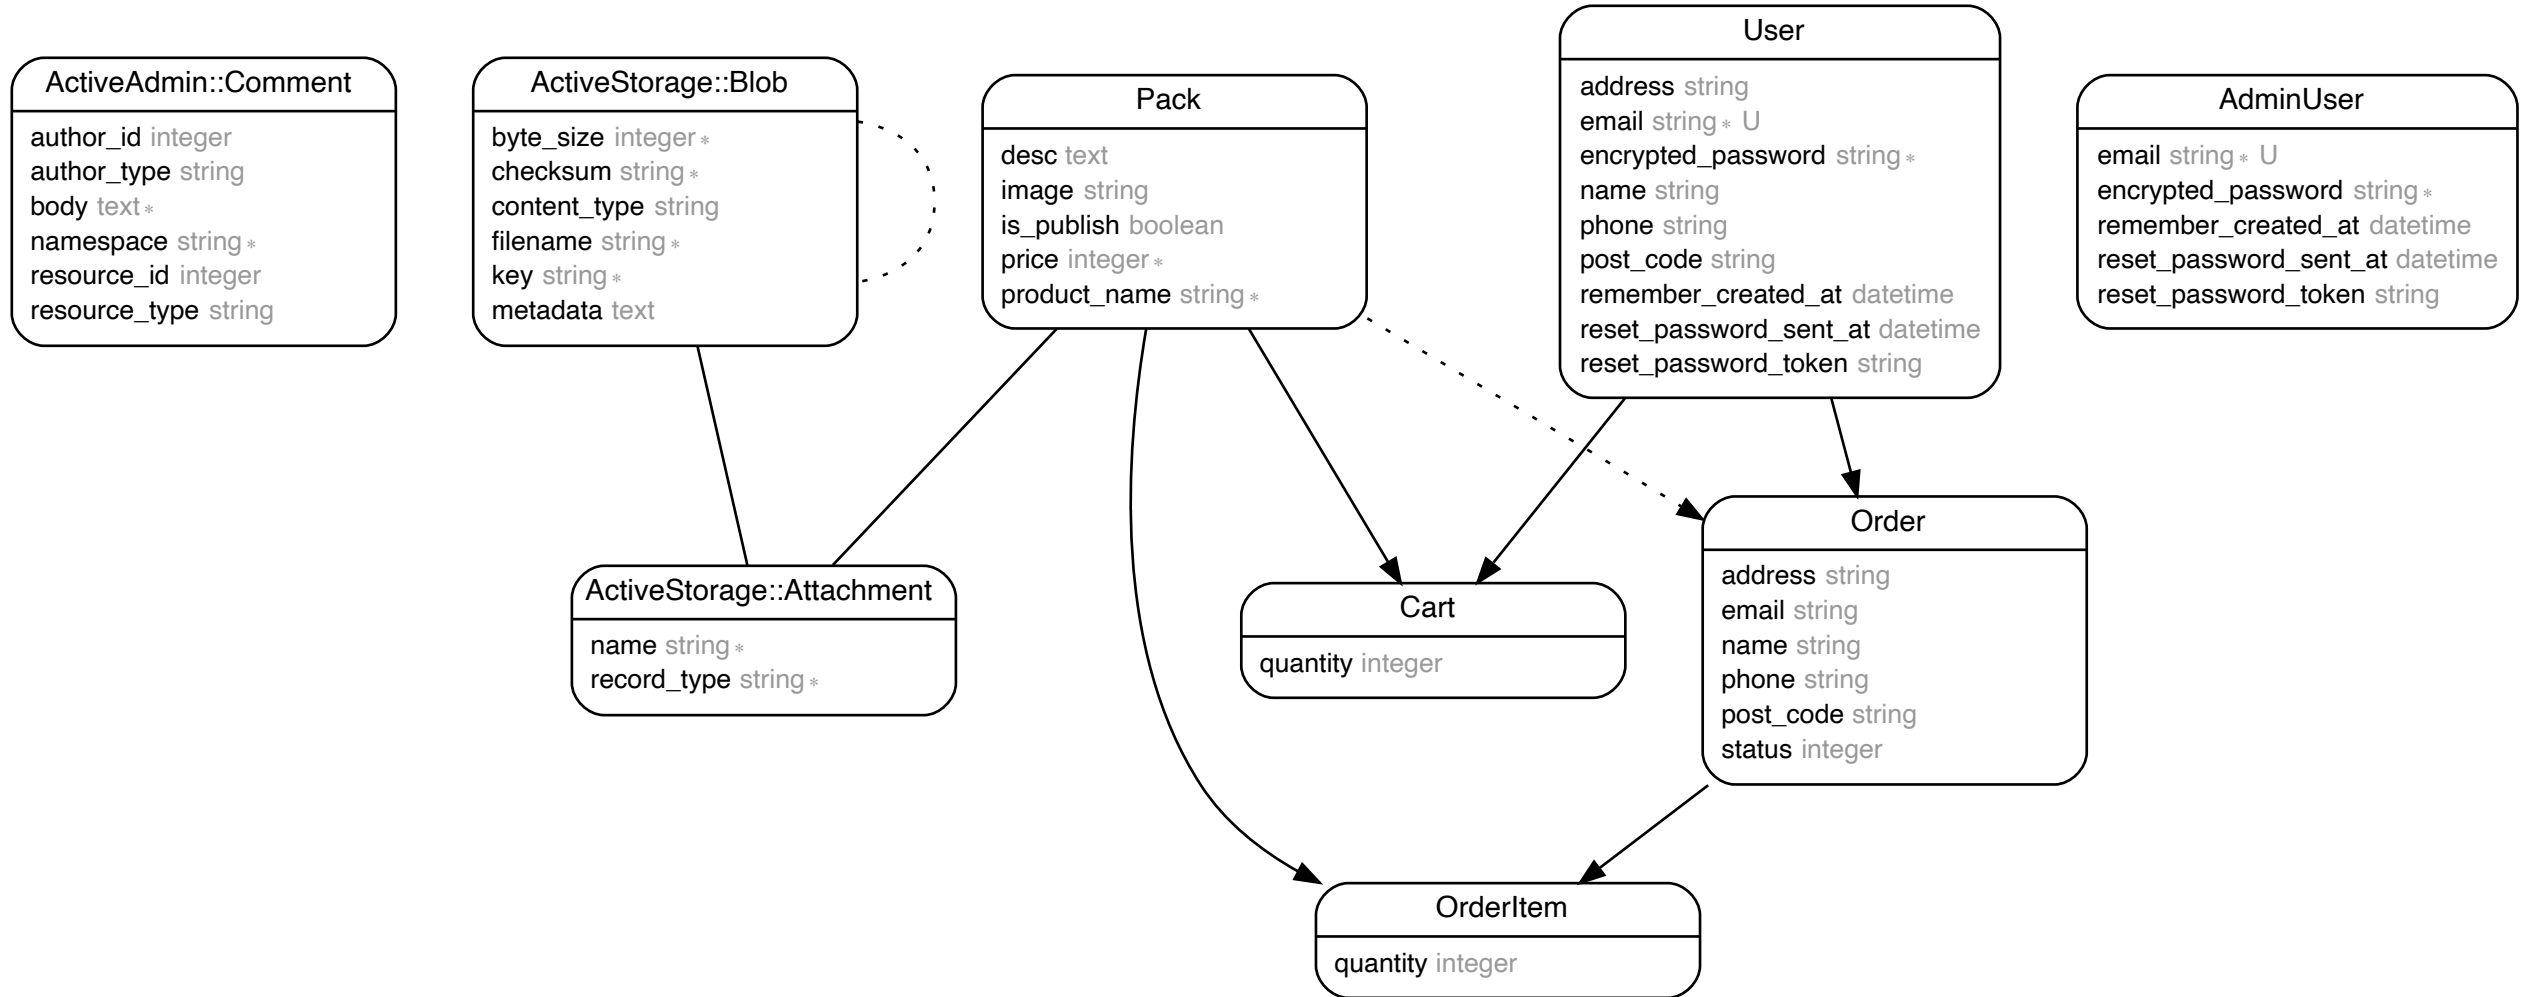 ActiveAdmin::Comment
author_id integer
author_type string
body text *
namespace string *
resource_id integer
resource_type string
ActiveStorage::Blob
byte_size integer *
checksum string *
content_type string
filename string *
key string *
metadata text
Pack
desc text
image string
is_publish boolean
price integer *
product_name string *
User
address string
email string * U
encrypted_password string *
name string
phone string
post_code string
remember_created_at datetime
reset_password_sent_at datetime
reset_password_token string
AdminUser
email string * U
encrypted_password string *
remember_created_at datetime
reset_password_sent_at datetime
reset_password_token string
ActiveStorage::Attachment
name string *
record_type string *
Cart
quantity integer
Order
address string
email string
name string
phone string
post_code string
status integer
OrderItem
quantity integer